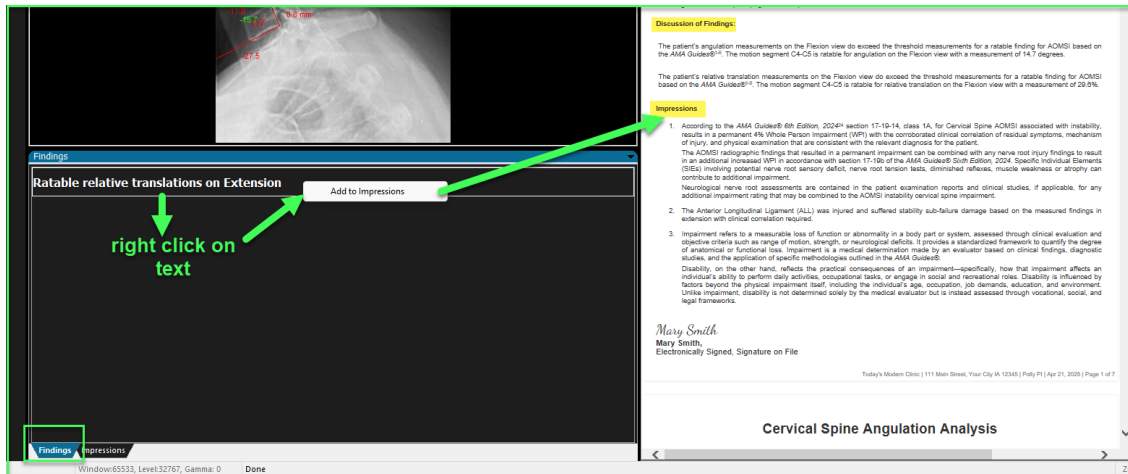 0.8 mm
-27.5
Findings
Ratable relative translations on Extension
Add to Impressions
right click on
text
Findings
Impressions
Window:65533, Level:32767, Gamma: 0
Done
Discussion of Findings:
The patient's angulation measurements on the Flexion view do exceed the threshold measurements for a ratable finding for AOMSI based on
the AMA Guides®¹⁻⁶. The motion segment C4-C5 is ratable for angulation on the Flexion view with a measurement of 14.7 degrees.
The patient's relative translation measurements on the Flexion view do exceed the threshold measurements for a ratable finding for AOMSI
based on the AMA Guides®¹⁻⁶. The motion segment C4-C5 is ratable for relative translation on the Flexion view with a measurement of 29.6%.
Impressions
1. According to the AMA Guides® 6th Edition, 2024 section 17-19-14, class 1A, for Cervical Spine AOMSI associated with instability,
results in a permanent 4% Whole Person Impairment (WPI) with the corroborated clinical correlation of residual symptoms, mechanism
of injury, and physical examination that are consistent with the relevant diagnosis for the patient.
The AOMSI radiographic findings that resulted in a permanent impairment can be combined with any nerve root injury findings to result
in an additional increased WPI in accordance with section 17-19b of the AMA Guides® Sixth Edition, 2024. Specific Individual Elements
(SIEs) involving potential nerve root sensory deficit, nerve root tension tests, diminished reflexes, muscle weakness or atrophy can
contribute to additional impairment.
Neurological nerve root assessments are contained in the patient examination reports and clinical studies, if applicable, for any
additional impairment rating that may be combined to the AOMSI instability cervical spine impairment.
2. The Anterior Longitudinal Ligament (ALL) was injured and suffered stability sub-failure damage based on the measured findings in
extension with clinical correlation required.
3. Impairment refers to a measurable loss of function or abnormality in a body part or system, assessed through clinical evaluation and
objective criteria such as range of motion, strength, or neurological deficits. It provides a standardized framework to quantify the degree
of anatomical or functional loss. Impairment is a medical determination made by an evaluator based on clinical findings, diagnostic
studies, and the application of specific methodologies outlined in the AMA Guides®.
Disability, on the other hand, reflects the practical consequences of an impairment—specifically, how that impairment affects an
individual's ability to perform daily activities, occupational tasks, or engage in social and recreational roles. Disability is influenced by
factors beyond the physical impairment itself, including the individual's age, occupation, job demands, education, and environment.
Unlike impairment, disability is not determined solely by the medical evaluator but is instead assessed through vocational, social, and
legal frameworks.
Mary Smith
Mary Smith,
Electronically Signed, Signature on File
Today's Modern Clinic | 111 Main Street, Your City IA 12345 | Polly PI | Apr 21, 2025 | Page 1 of 7
Cervical Spine Angulation Analysis